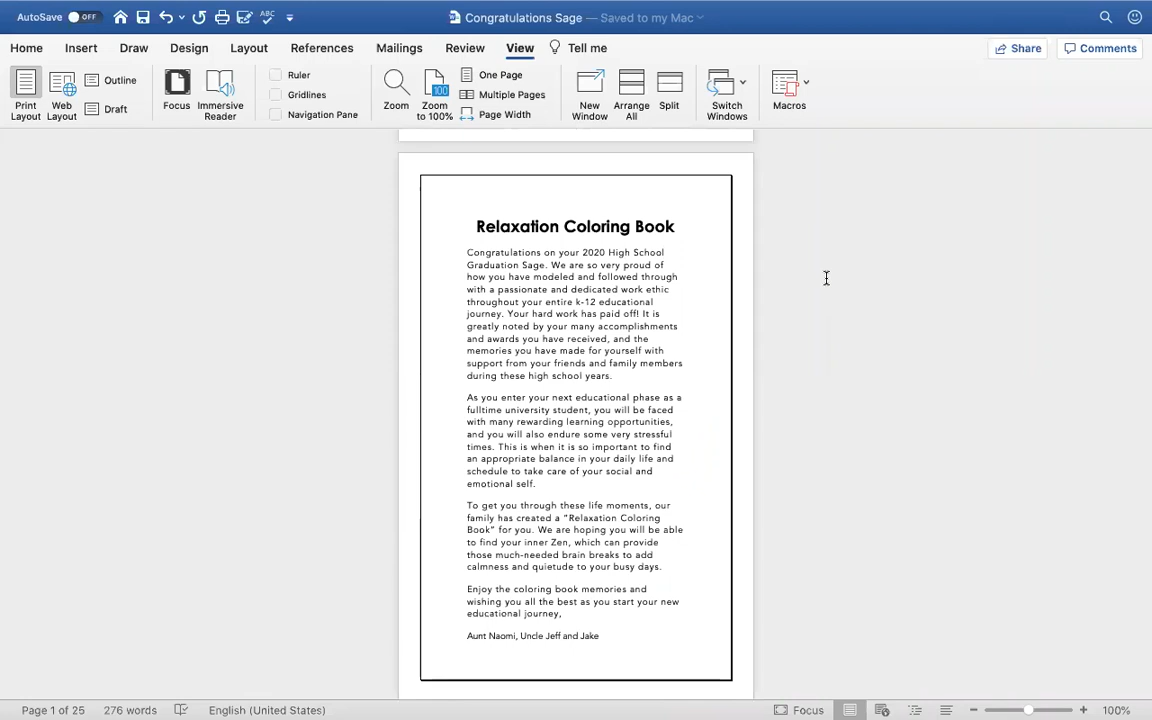 AutoSave OFF Congratulations Sage — Saved to my Mac
ABC
Home Insert Draw Design Layout References Mailings Review View Tell me Share Comments
Print Layout Web Layout Outline Draft Focus Immersive Reader Ruler Gridlines Navigation Pane Zoom 100 Zoom to 100% One Page Multiple Pages Page Width New Window Arrange All Split Switch Windows Macros
Relaxation Coloring Book
Congratulations on your 2020 High School
Graduation Sage. We are so very proud of
how you have modeled and followed through
with a passionate and dedicated work ethic
throughout your entire k-12 educational
journey. Your hard work has paid off! It is
greatly noted by your many accomplishments
and awards you have received, and the
memories you have made for yourself with
support from your friends and family members
during these high school years.
As you enter your next educational phase as a
fulltime university student, you will be faced
with many rewarding learning opportunities,
and you will also endure some very stressful
times. This is when it is so important to find
an appropriate balance in your daily life and
schedule to take care of your social and
emotional self.
To get you through these life moments, our
family has created a “Relaxation Coloring
Book” for you. We are hoping you will be able
to find your inner Zen, which can provide
those much-needed brain breaks to add
calmness and quietude to your busy days.
Enjoy the coloring book memories and
wishing you all the best as you start your new
educational journey,
Aunt Naomi, Uncle Jeff and Jake
Page 1 of 25 276 words English (United States) Focus 100%